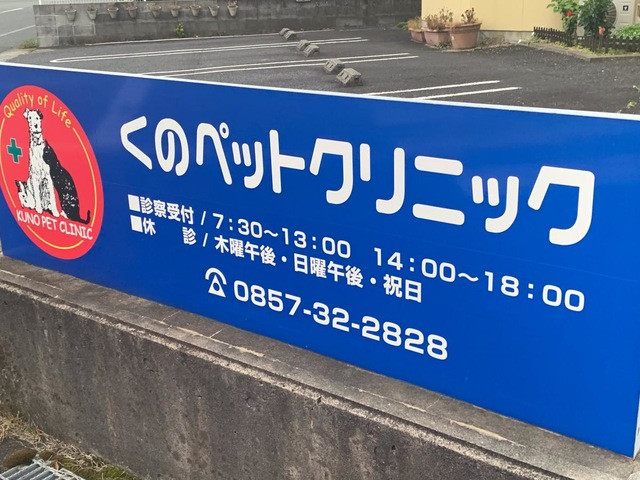 Quality of Life
KUNO PET CLINIC
くのペットクリニック
■診察受付 / 7:30～13:00 14:00～18:00
■休 診 / 木曜午後・日曜午後・祝日
☎ 0857-32-2828